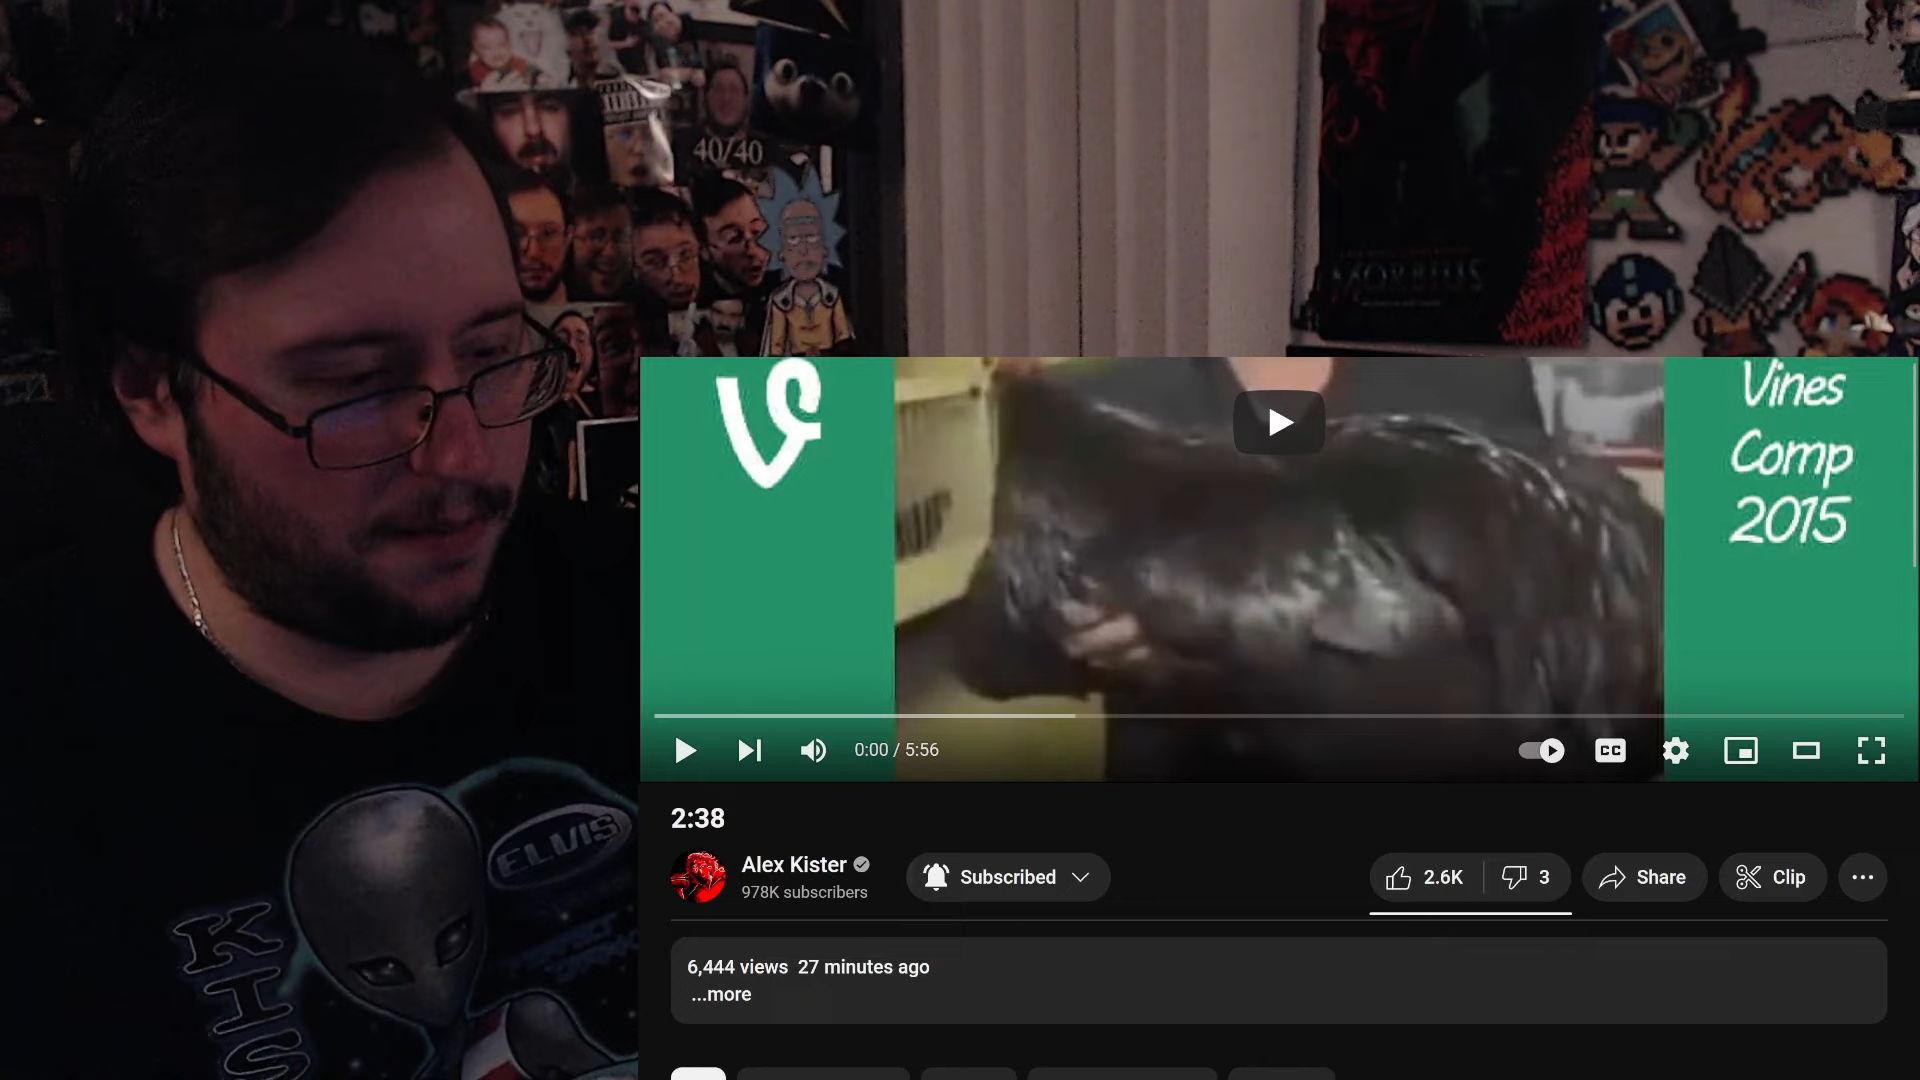 40/40
MORBIUS
Vines
Comp
2015
0:00 / 5:56
CC
2:38
Alex Kister
978K subscribers
Subscribed
2.6K
3
Share
Clip
6,444 views 27 minutes ago
...more
ELVIS
KIS